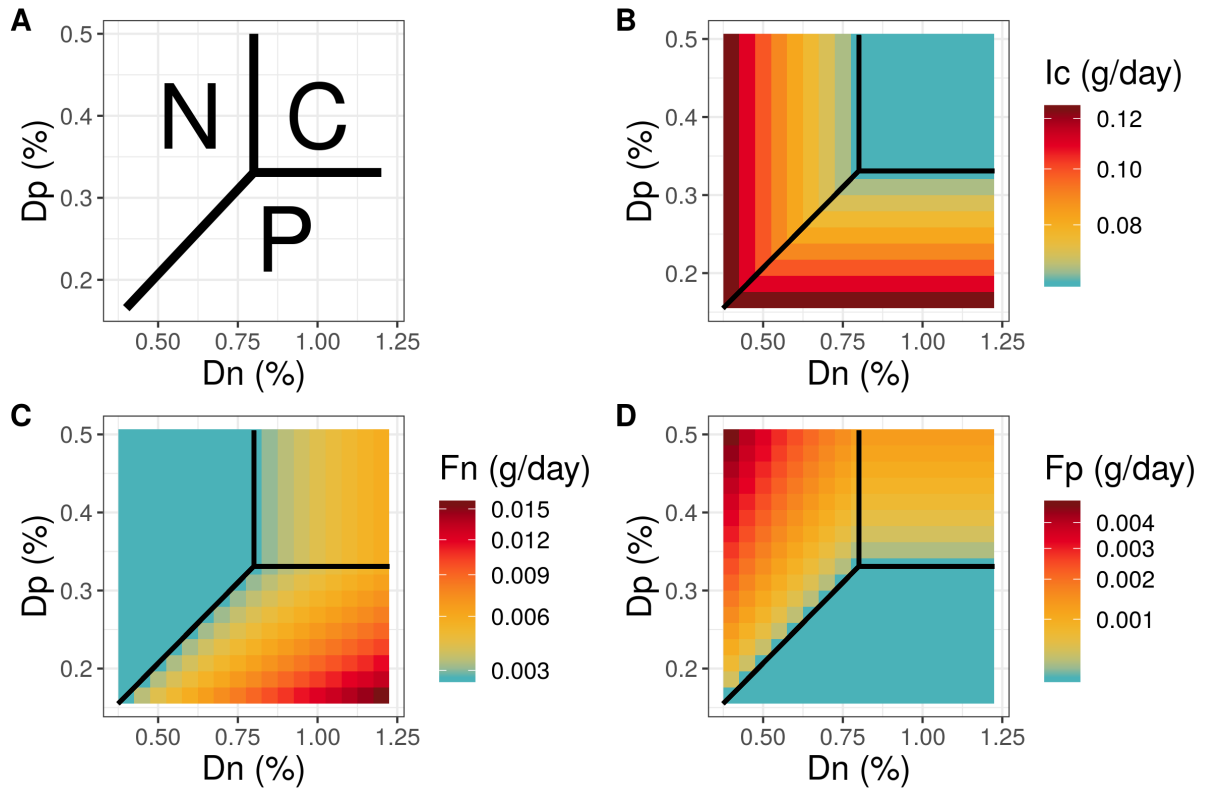 A
0.5
0.4
0.3
0.2
Dp (%)
N
C
P
0.50
0.75
1.00
1.25
Dn (%)
B
0.5
0.4
0.3
0.2
Dp (%)
0.50
0.75
1.00
1.25
Dn (%)
Ic (g/day)
0.12
0.10
0.08
C
0.5
0.4
0.3
0.2
Dp (%)
0.50
0.75
1.00
1.25
Dn (%)
Fn (g/day)
0.015
0.012
0.009
0.006
0.003
D
0.5
0.4
0.3
0.2
Dp (%)
0.50
0.75
1.00
1.25
Dn (%)
Fp (g/day)
0.004
0.003
0.002
0.001